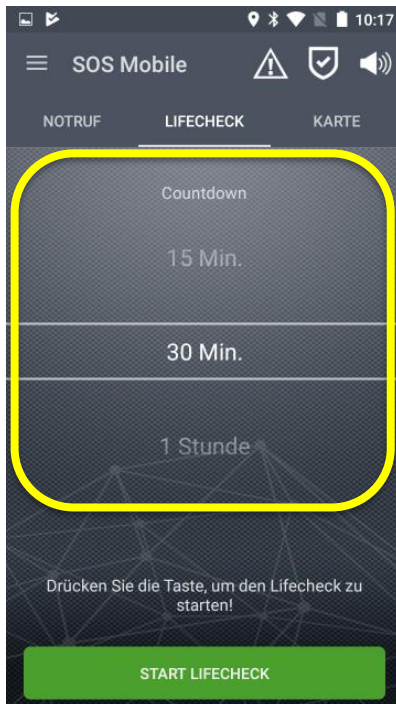 10:17
SOS Mobile
NOTRUF LIFECHECK KARTE
Countdown
15 Min.
30 Min.
1 Stunde
Drücken Sie die Taste, um den Lifecheck zu
starten!
START LIFECHECK